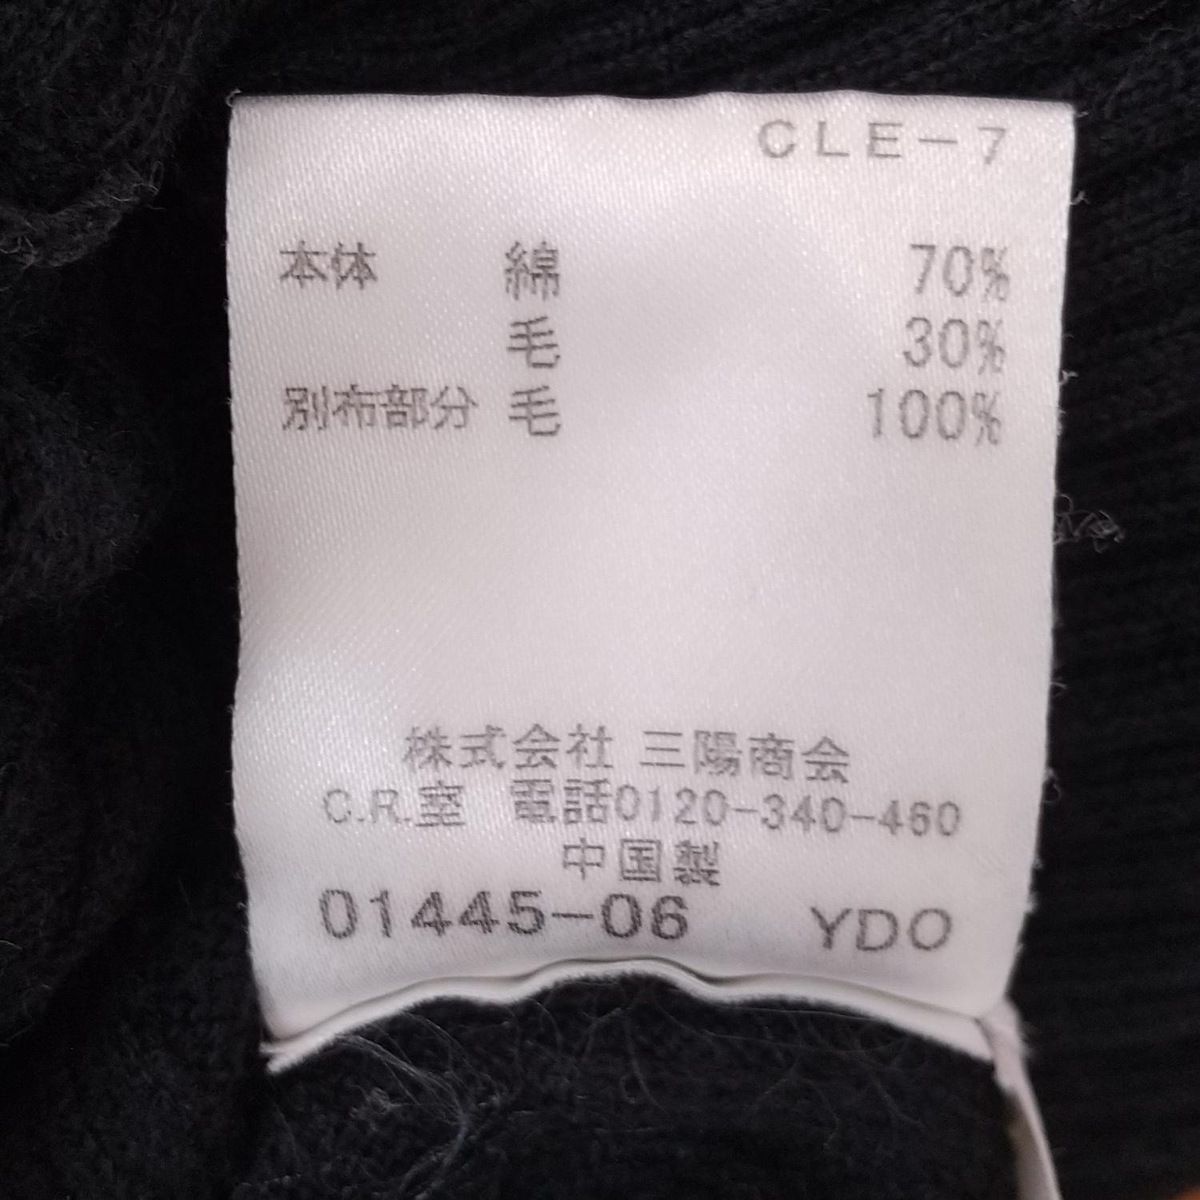 CLE-7
本体 綿 70%
毛 30%
別布部分 毛 100%
株式会社 三陽商会
C.R.室 電話0120-340-460
中国製
01445-06 YDO